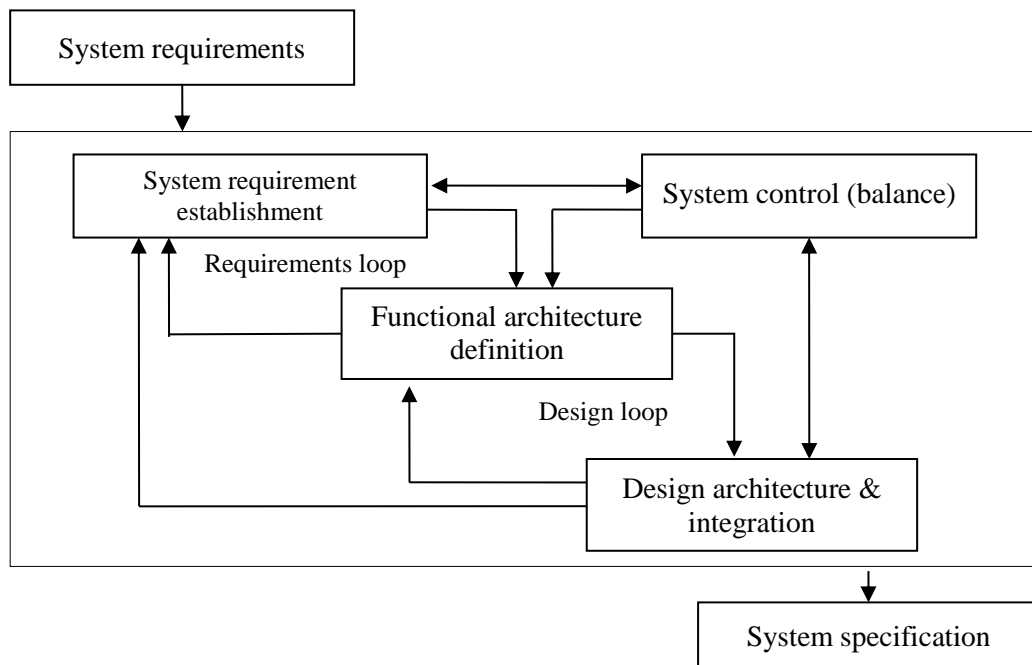 System requirements
System requirement
establishment
System control (balance)
Requirements loop
Functional architecture
definition
Design loop
Design architecture &
integration
System specification